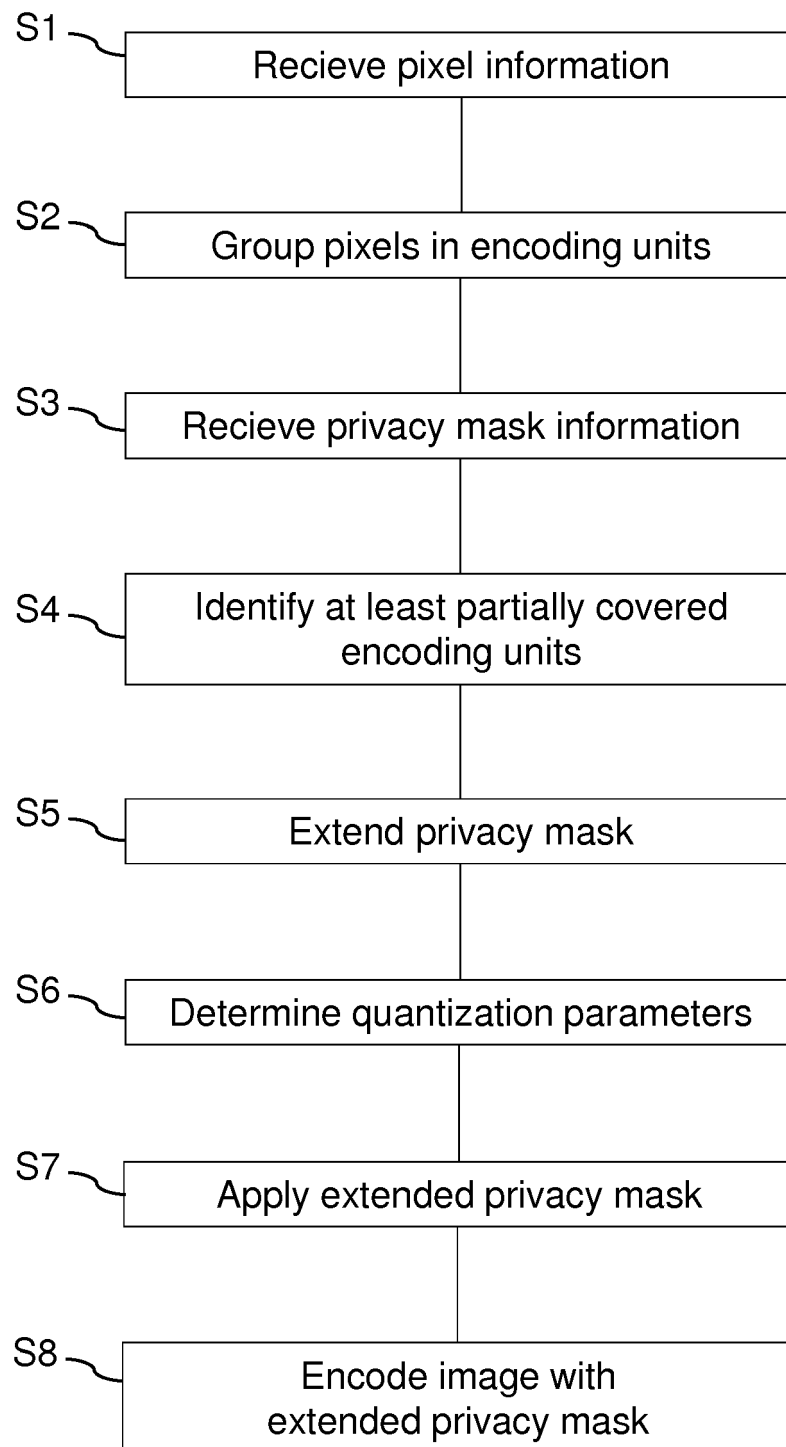 S1
Recieve pixel information
S2
Group pixels in encoding units
S3
Recieve privacy mask information
S4
Identify at least partially covered
encoding units
S5
Extend privacy mask
S6
Determine quantization parameters
S7
Apply extended privacy mask
S8
Encode image with
extended privacy mask